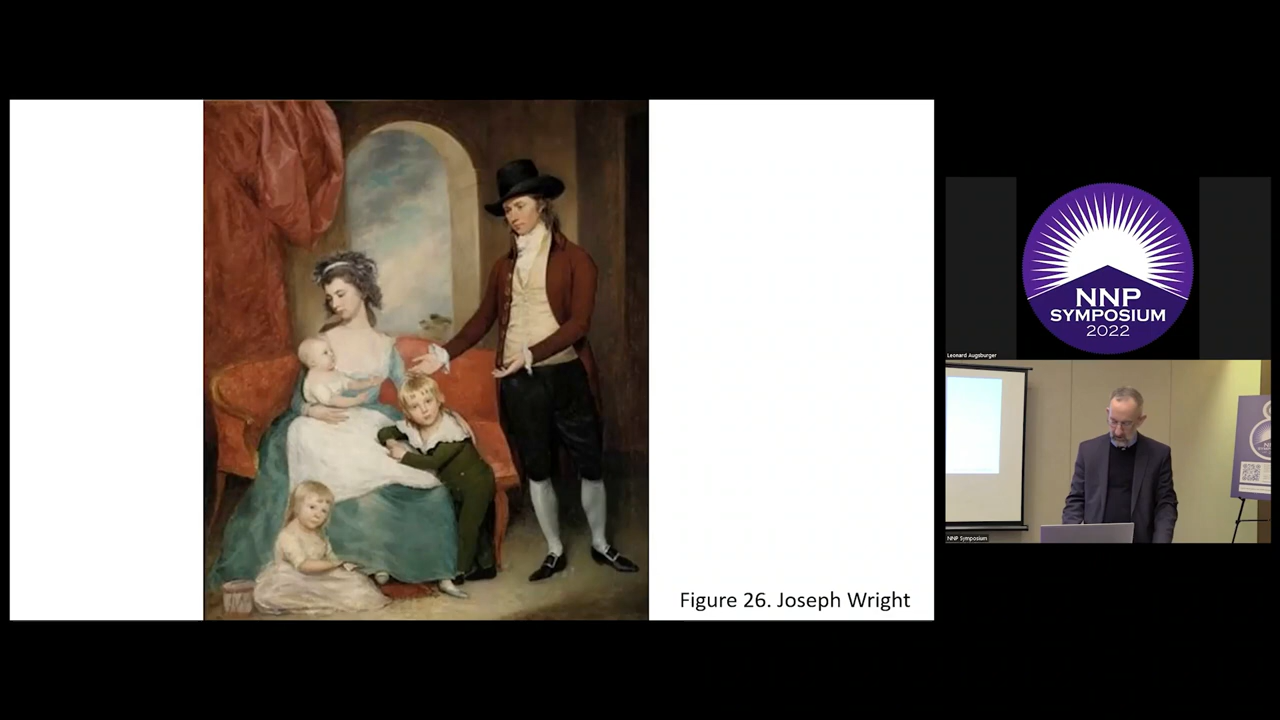 Figure 26. Joseph Wright
NNP
SYMPOSIUM
2022
Leonard Augsburger
NNP Symposium